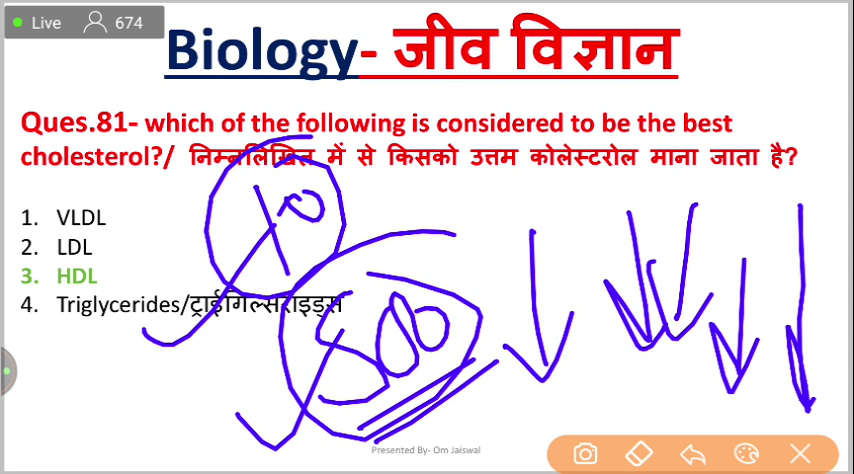 Live 674
Biology- जीव विज्ञान
Ques.81- which of the following is considered to be the best
cholesterol?/ निम्नलिखित में से किसको उत्तम कोलेस्टरोल माना जाता है?
1. VLDL
2. LDL
3. HDL
4. Triglycerides/ट्राईगिल्सराइड्स
500
Presented By- Om Jaiswal